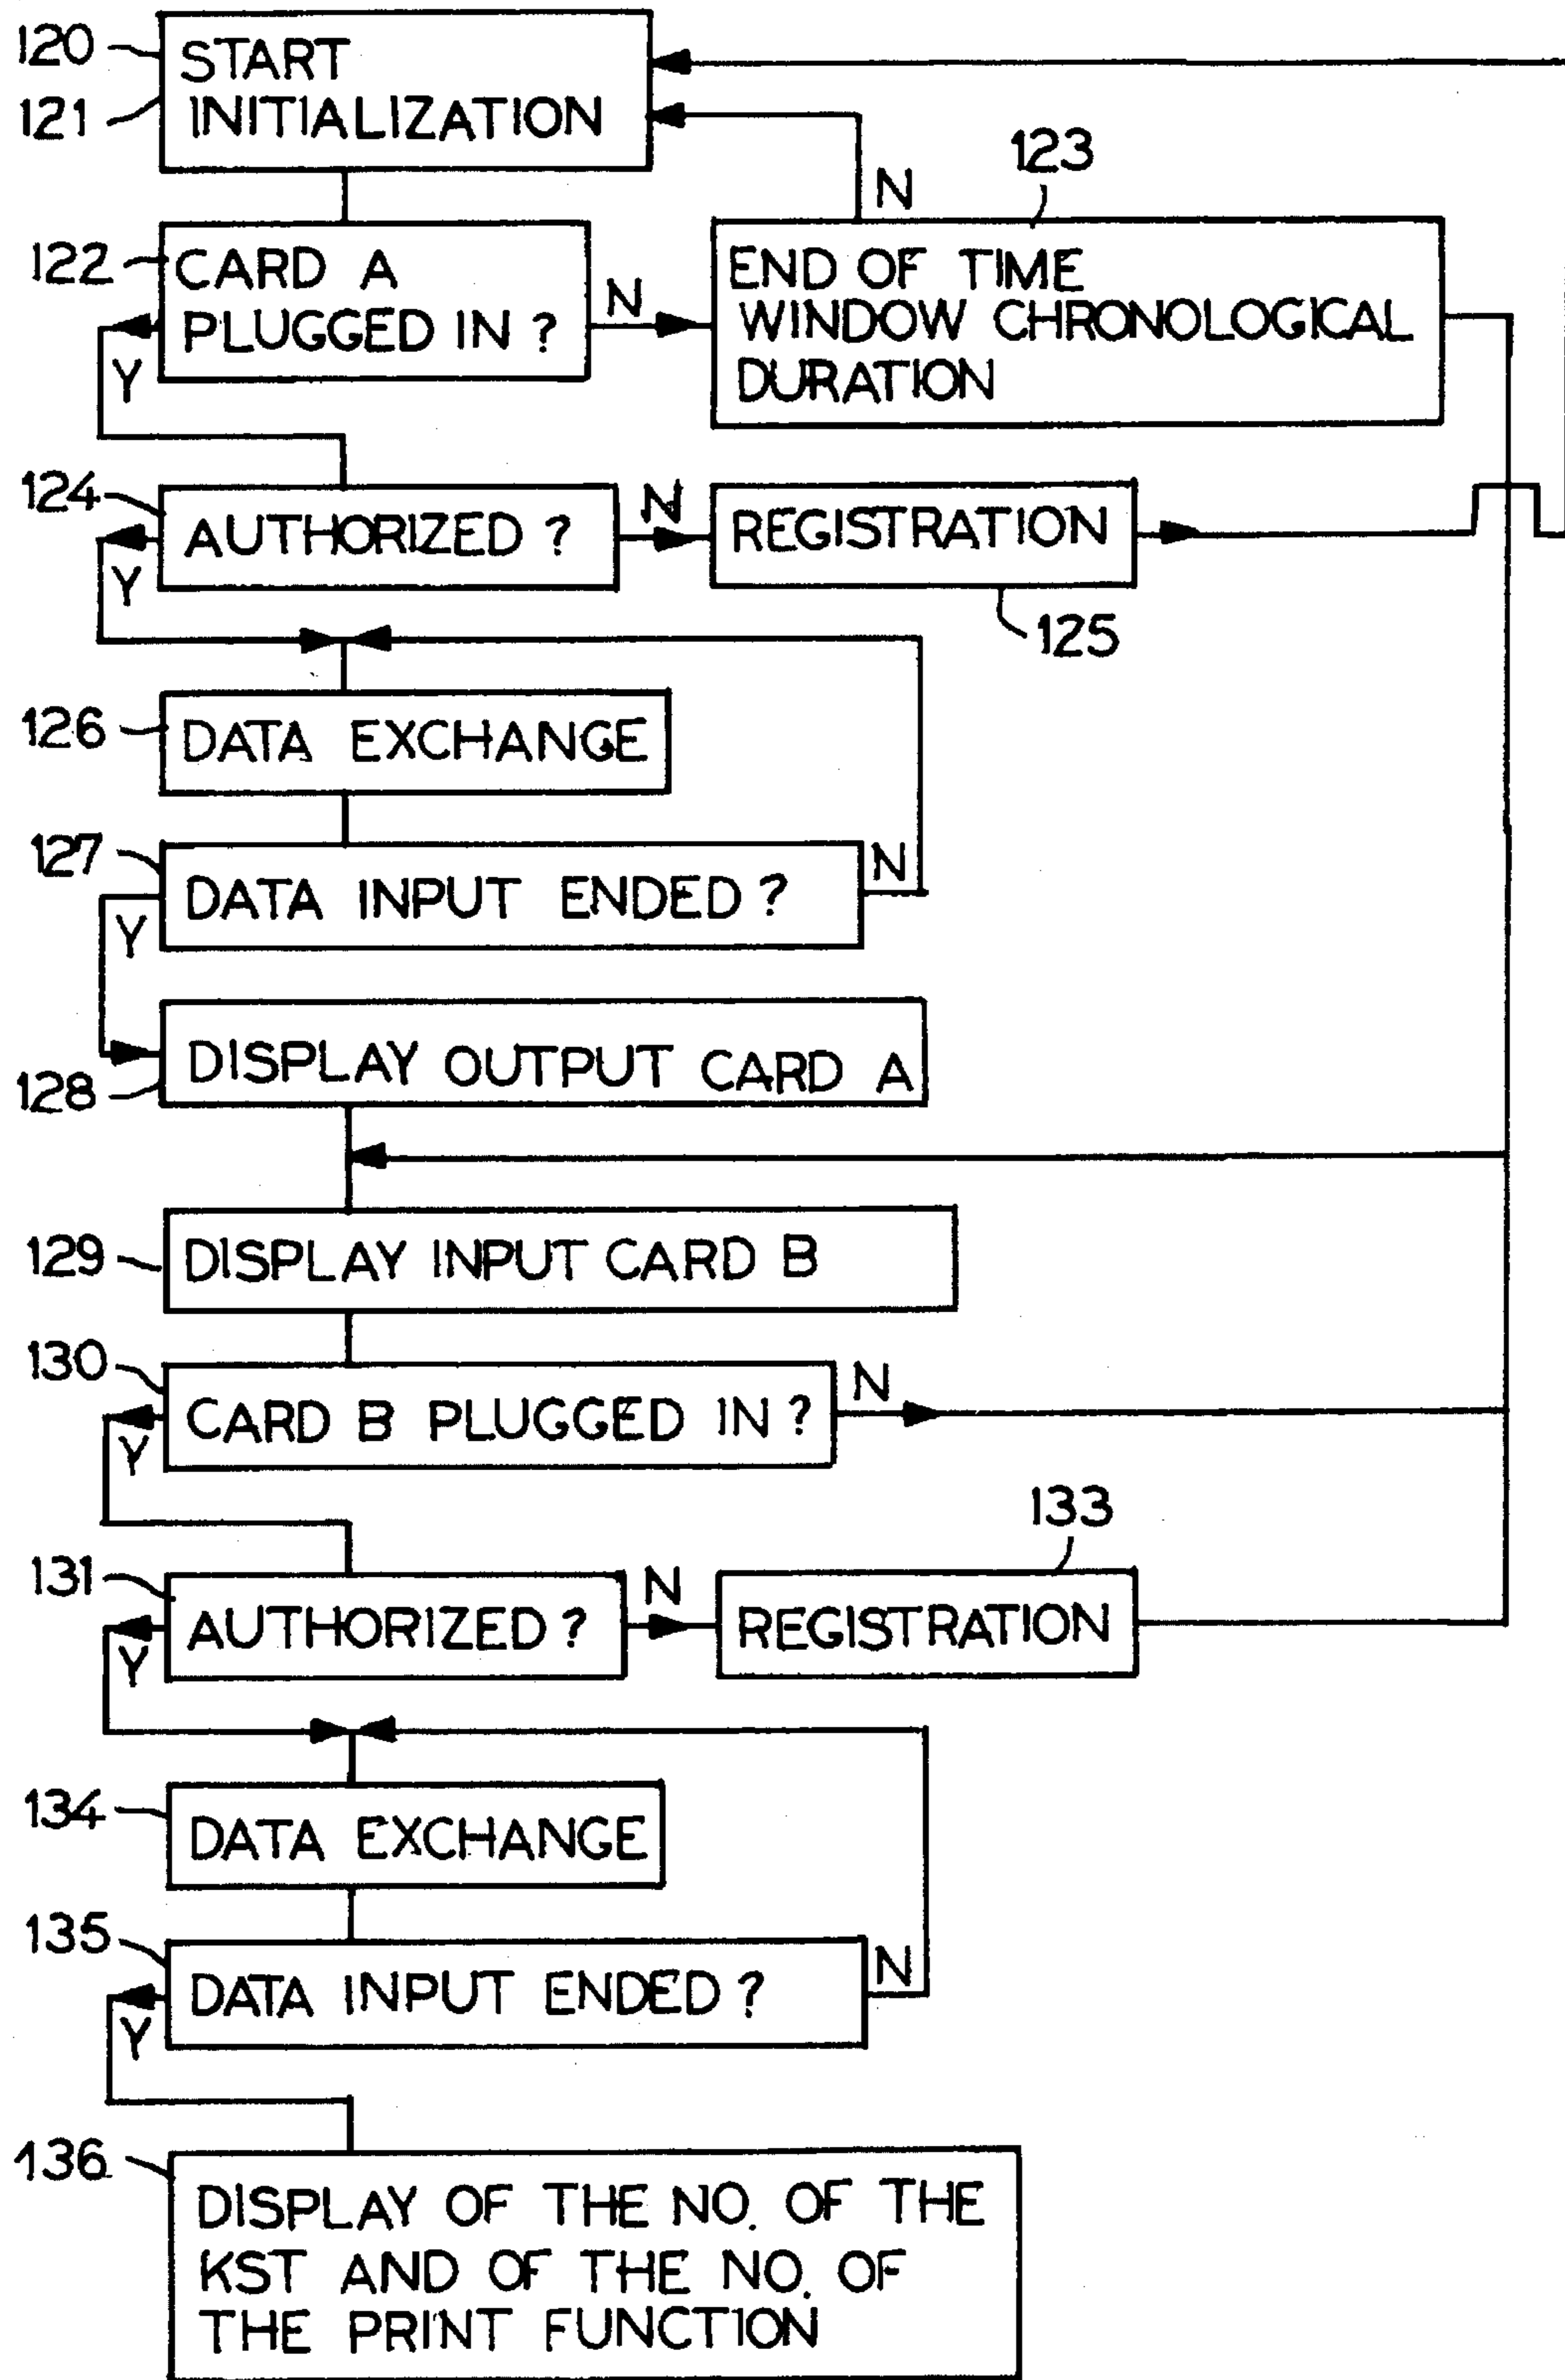 120
START
121
INITIALIZATION
123
N
122
CARD A
PLUGGED IN ?
N
Y
END OF TIME
WINDOW CHRONOLOGICAL
DURATION
124
AUTHORIZED ?
N
Y
REGISTRATION
125
126
DATA EXCHANGE
127
DATA INPUT ENDED ?
N
Y
DISPLAY OUTPUT CARD A
128
129
DISPLAY INPUT CARD B
130
CARD B PLUGGED IN ?
N
Y
133
131
AUTHORIZED ?
N
Y
REGISTRATION
134
DATA EXCHANGE
135
DATA INPUT ENDED ?
N
Y
136
DISPLAY OF THE NO. OF THE
KST AND OF THE NO. OF
THE PRINT FUNCTION